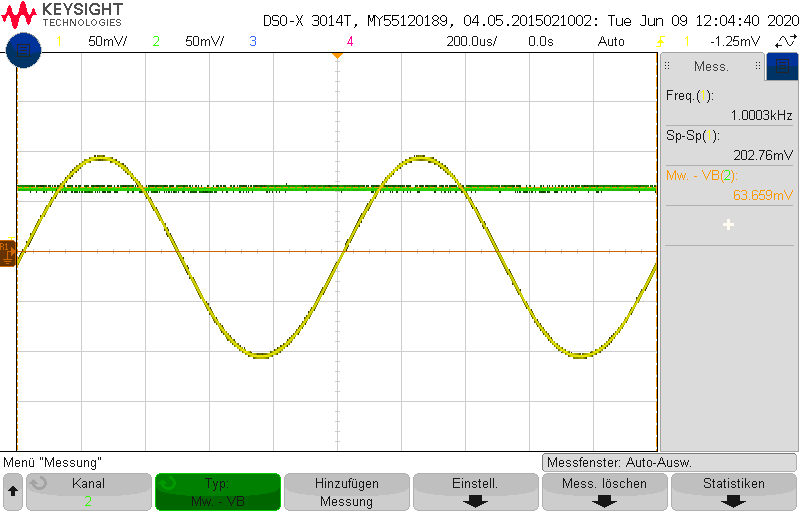 KEYSIGHT
TECHNOLOGIES
DSO-X 3014T, MY55120189, 04.05.2015021002: Tue Jun 09 12:04:40 2020
1 50mV/ 2 50mV/ 3 4 200.0us/ 0.0s Auto 1 -1.25mV
Mess.
Freq.( ):
1.0003kHz
Sp-Sp( ):
202.76mV
Mw. - VB(2):
63.659mV
Menü "Messung"
Messfenster: Auto-Ausw.
Kanal
2
Typ:
Mw. - VB
Hinzufügen
Messung
Einstell.
Mess. löschen
Statistiken